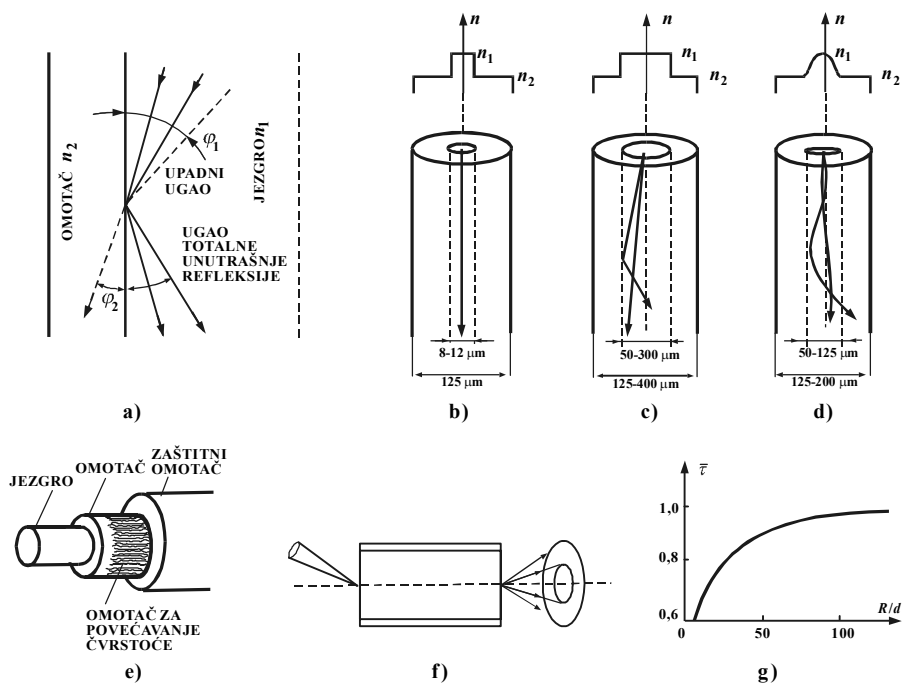 OMOTAČ n2
φ1
UPADNI
UGAO
JEZGRO n1
UGAO
TOTALNE
UNUTRAŠNJE
REFLEKSIJE
φ2
a)
n
n1
n2
8-12 μm
125 μm
b)
n
n1
n2
50-300 μm
125-400 μm
c)
n
n1
n2
50-125 μm
125-200 μm
d)
JEZGRO
OMOTAČ
ZAŠTITNI
OMOTAČ
OMOTAČ ZA
POVEĆAVANJE
ČVRSTOĆE
e)
f)
τ̅
1,0
0,8
0,6
0
50
100
R/d
g)